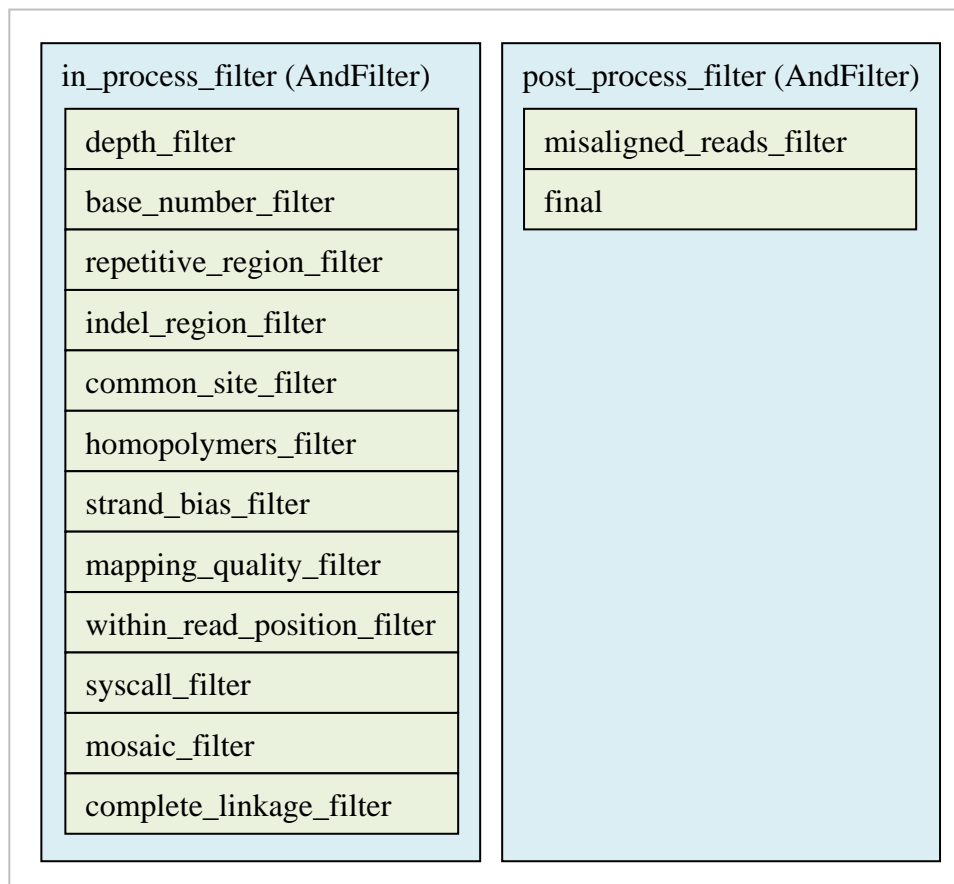 in_process_filter (AndFilter)
depth_filter
base_number_filter
repetitive_region_filter
indel_region_filter
common_site_filter
homopolymers_filter
strand_bias_filter
mapping_quality_filter
within_read_position_filter
syscall_filter
mosaic_filter
complete_linkage_filter
post_process_filter (AndFilter)
misaligned_reads_filter
final